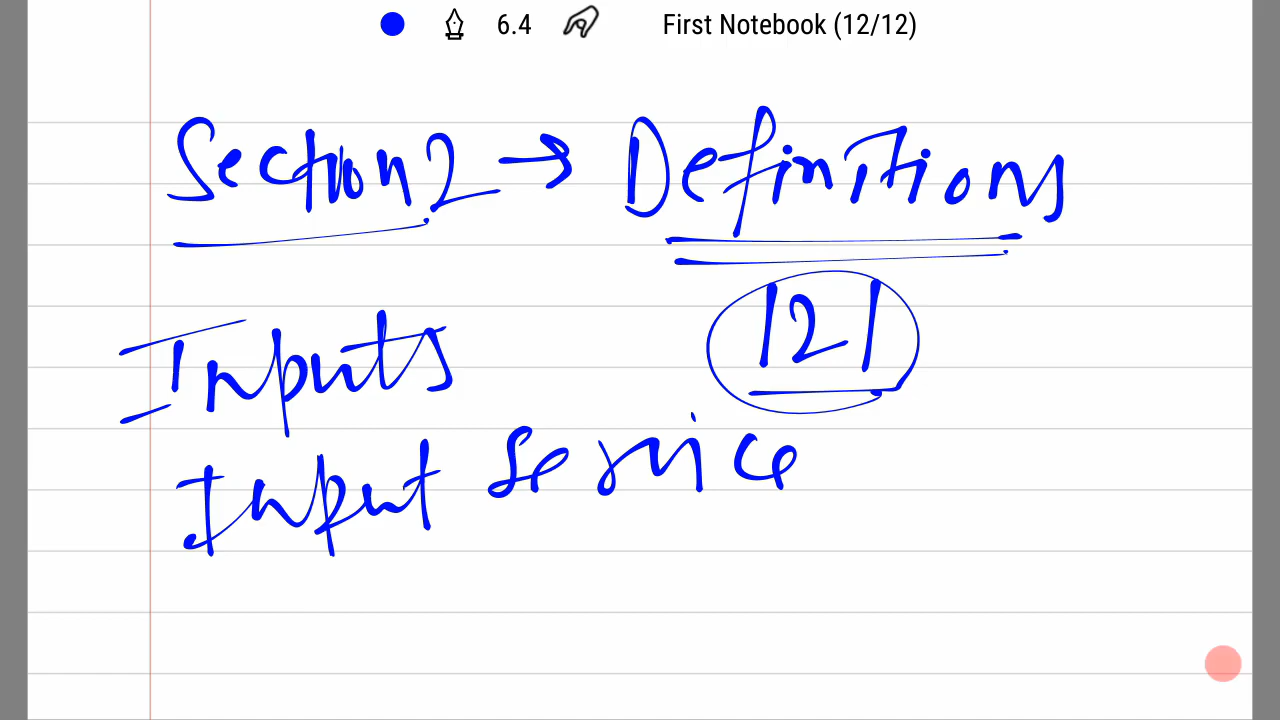 6.4 First Notebook (12/12)
Section 2 → Definitions
121
Inputs
Input Service